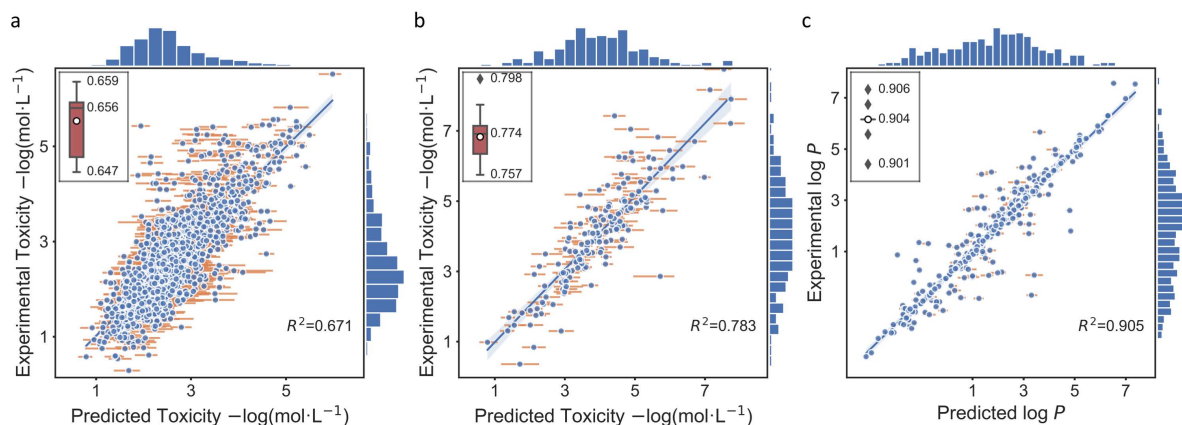 a
0.659
0.656
0.647
5
3
1
Experimental Toxicity −log(mol·L⁻¹)
R²=0.671
1 3 5
Predicted Toxicity −log(mol·L⁻¹)
b
0.798
0.774
0.757
7
5
3
1
Experimental Toxicity −log(mol·L⁻¹)
R²=0.783
1 3 5 7
Predicted Toxicity −log(mol·L⁻¹)
c
0.906
0.904
0.901
7
5
3
1
Experimental log P
R²=0.905
1 3 5 7
Predicted log P